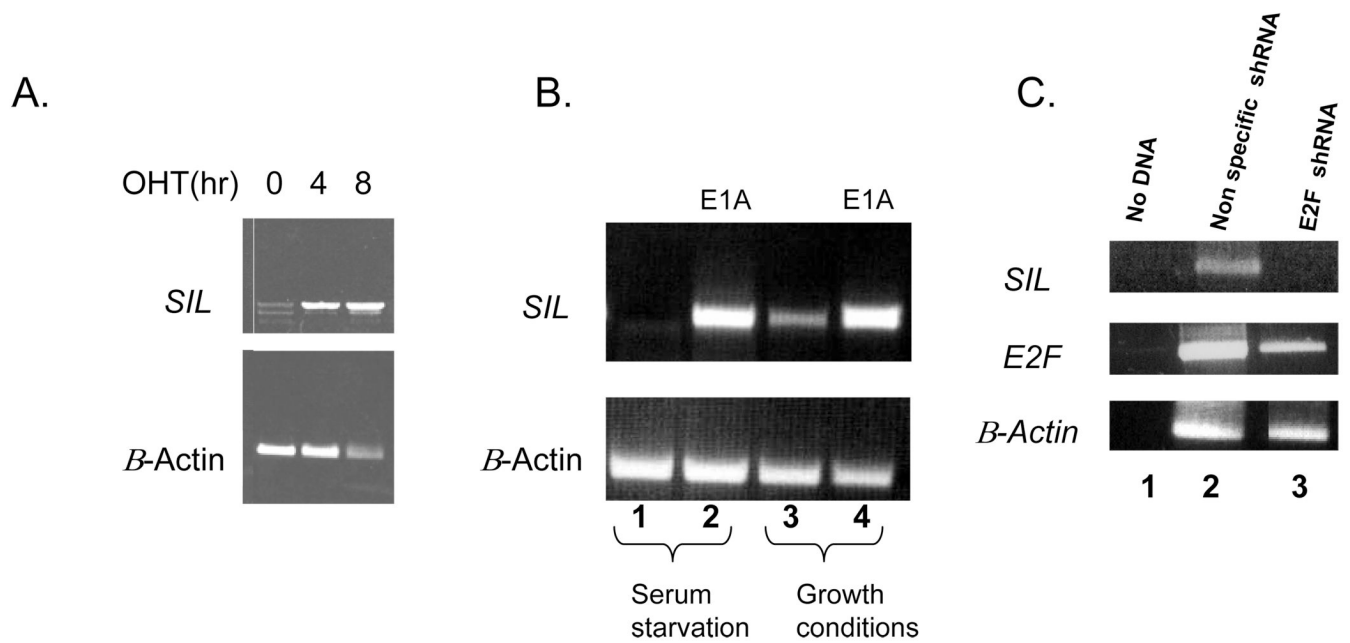 A.
OHT(hr) 0 4 8
SIL
B-Actin
B.
E1A E1A
SIL
B-Actin
1 2 3 4
Serum starvation
Growth conditions
C.
No DNA
Non specific shRNA
E2F shRNA
SIL
E2F
B-Actin
1 2 3